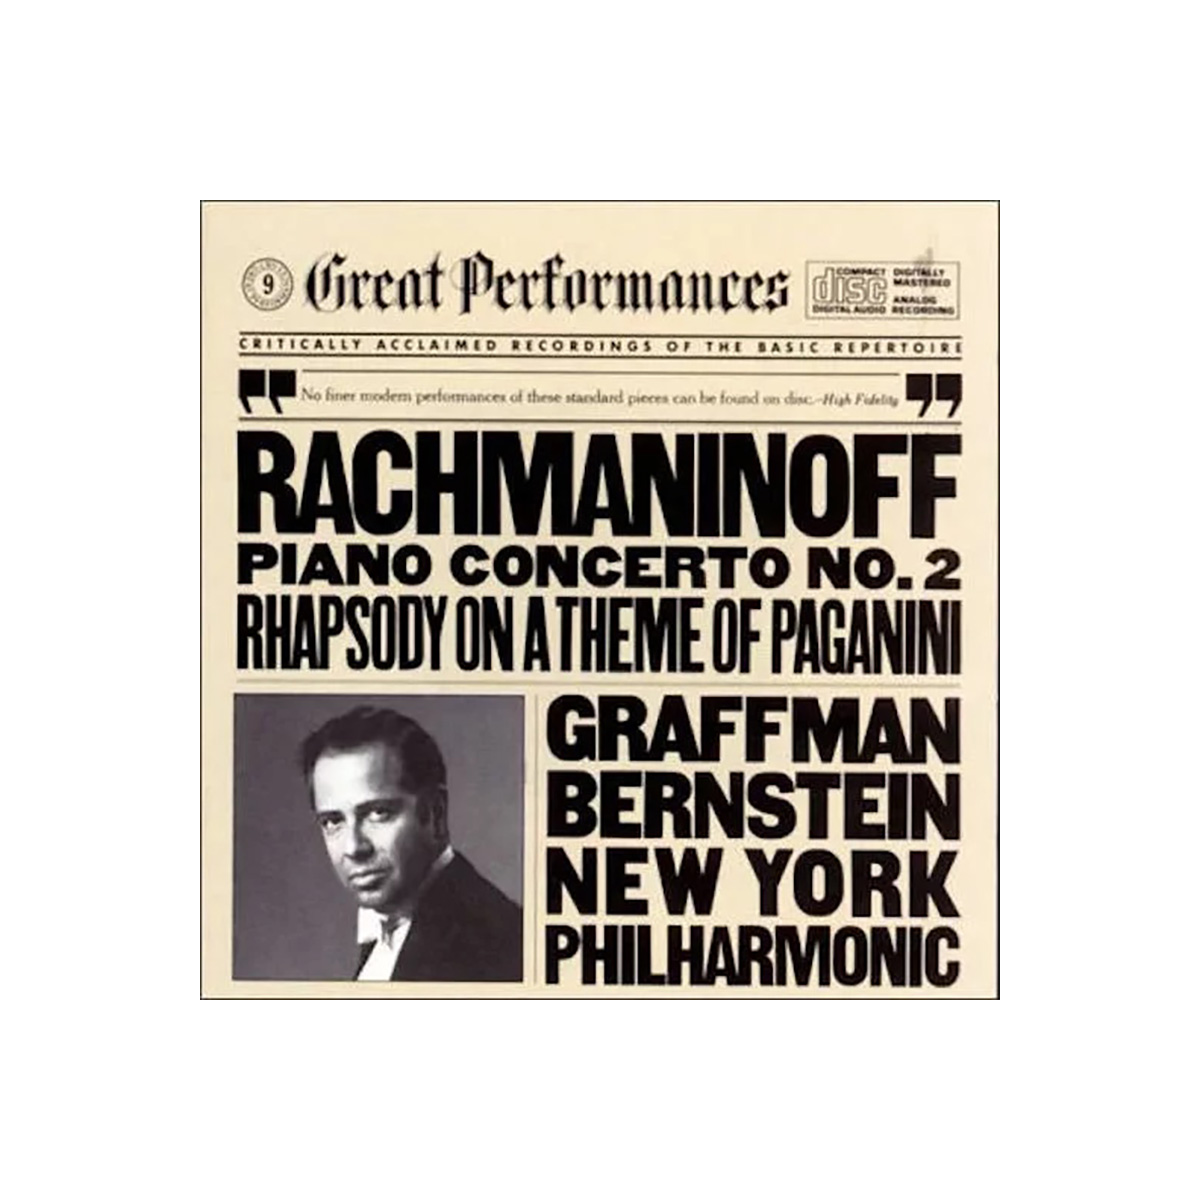 9 Great Performances
COMPACT disc DIGITAL AUDIO
DIGITALLY MASTERED
ANALOG RECORDING
CRITICALLY ACCLAIMED RECORDINGS OF THE BASIC REPERTOIRE
"No finer modern performances of these standard pieces can be found on disc.–High Fidelity"
RACHMANINOFF
PIANO CONCERTO NO. 2
RHAPSODY ON A THEME OF PAGANINI
GRAFFMAN
BERNSTEIN
NEW YORK
PHILHARMONIC